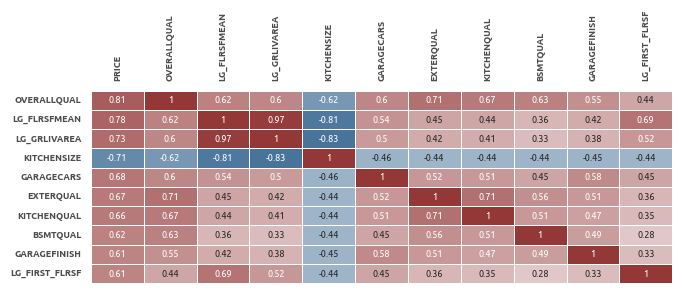 PRICE OVERALLQUAL LG_FLRSFMEAN LG_GRLIVAREA KITCHENSIZE GARAGECARS EXTERQUAL KITCHENQUAL BSMTQUAL GARAGEFINISH LG_FIRST_FLRSF
OVERALLQUAL 0.81 1 0.62 0.6 -0.62 0.6 0.71 0.67 0.63 0.55 0.44
LG_FLRSFMEAN 0.78 0.62 1 0.97 -0.81 0.54 0.45 0.44 0.36 0.42 0.69
LG_GRLIVAREA 0.73 0.6 0.97 1 -0.83 0.5 0.42 0.41 0.33 0.38 0.52
KITCHENSIZE -0.71 -0.62 -0.81 -0.83 1 -0.46 -0.44 -0.44 -0.44 -0.45 -0.44
GARAGECARS 0.68 0.6 0.54 0.5 -0.46 1 0.52 0.51 0.45 0.58 0.45
EXTERQUAL 0.67 0.71 0.45 0.42 -0.44 0.52 1 0.71 0.56 0.51 0.36
KITCHENQUAL 0.66 0.67 0.44 0.41 -0.44 0.51 0.71 1 0.51 0.47 0.35
BSMTQUAL 0.62 0.63 0.36 0.33 -0.44 0.45 0.56 0.51 1 0.49 0.28
GARAGEFINISH 0.61 0.55 0.42 0.38 -0.45 0.58 0.51 0.47 0.49 1 0.33
LG_FIRST_FLRSF 0.61 0.44 0.69 0.52 -0.44 0.45 0.36 0.35 0.28 0.33 1